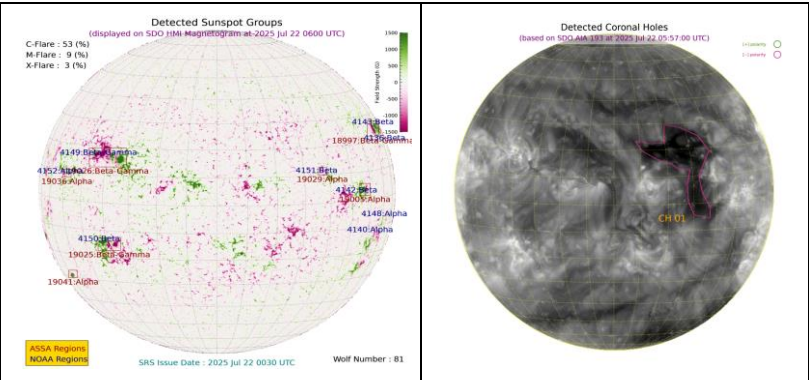 Detected Sunspot Groups
(displayed on SDO HMI Magnetogram at 2025 Jul 22 0600 UTC)
C-Flare : 53 (%)
M-Flare : 9 (%)
X-Flare : 3 (%)
1500
1000
500
0
-500
-1000
-1500
Field Strength (G)
4143:Beta
4136:Beta
18997:Beta-Gamma
4149:Beta-Gamma
19026:Beta-Gamma
19036:Alpha
4151:Beta
19029:Alpha
4142:Beta
19005:Alpha
4148:Alpha
4140:Alpha
4150:Beta
19025:Beta-Gamma
19041:Alpha
ASSA Regions
NOAA Regions
SRS Issue Date : 2025 Jul 22 0030 UTC
Wolf Number : 81
Detected Coronal Holes
(based on SDO AIA 193 at 2025 Jul 22 05:57:00 UTC)
CH 01